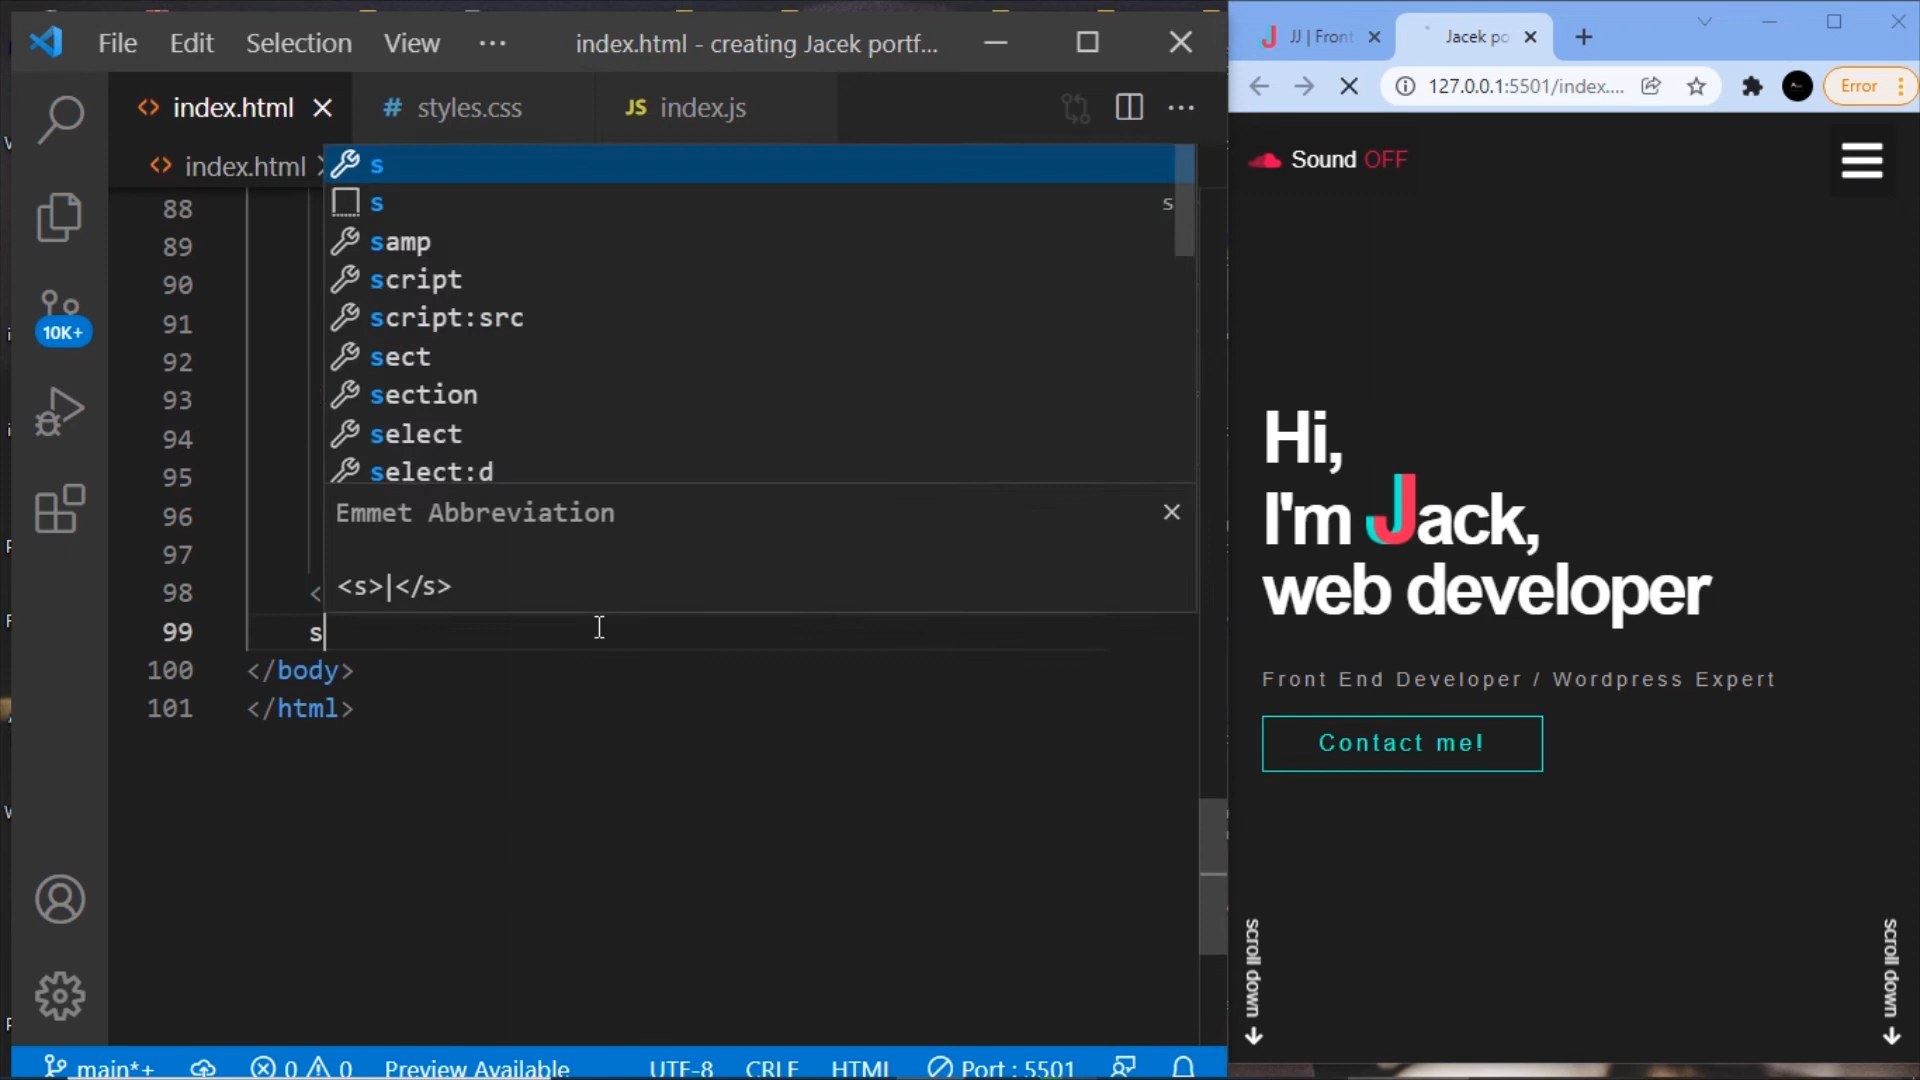 File Edit Selection View ··· index.html - creating Jacek portf...
index.html styles.css JS index.js ···
index.html >
10K+
88
89
90
91
92
93
94
95
96
97
98 <
99 s
100 </body>
101 </html>
s
s s
samp
script
script:src
sect
section
select
select:d
Emmet Abbreviation
<s>|</s>
main*+ 0 0 Preview Available UTF-8 CRLF HTML Port : 5501
JJ | Front Jacek po
127.0.0.1:5501/index.... Error
Sound OFF
Hi,
I'm Jack,
web developer
Front End Developer / Wordpress Expert
Contact me!
scroll down
scroll down